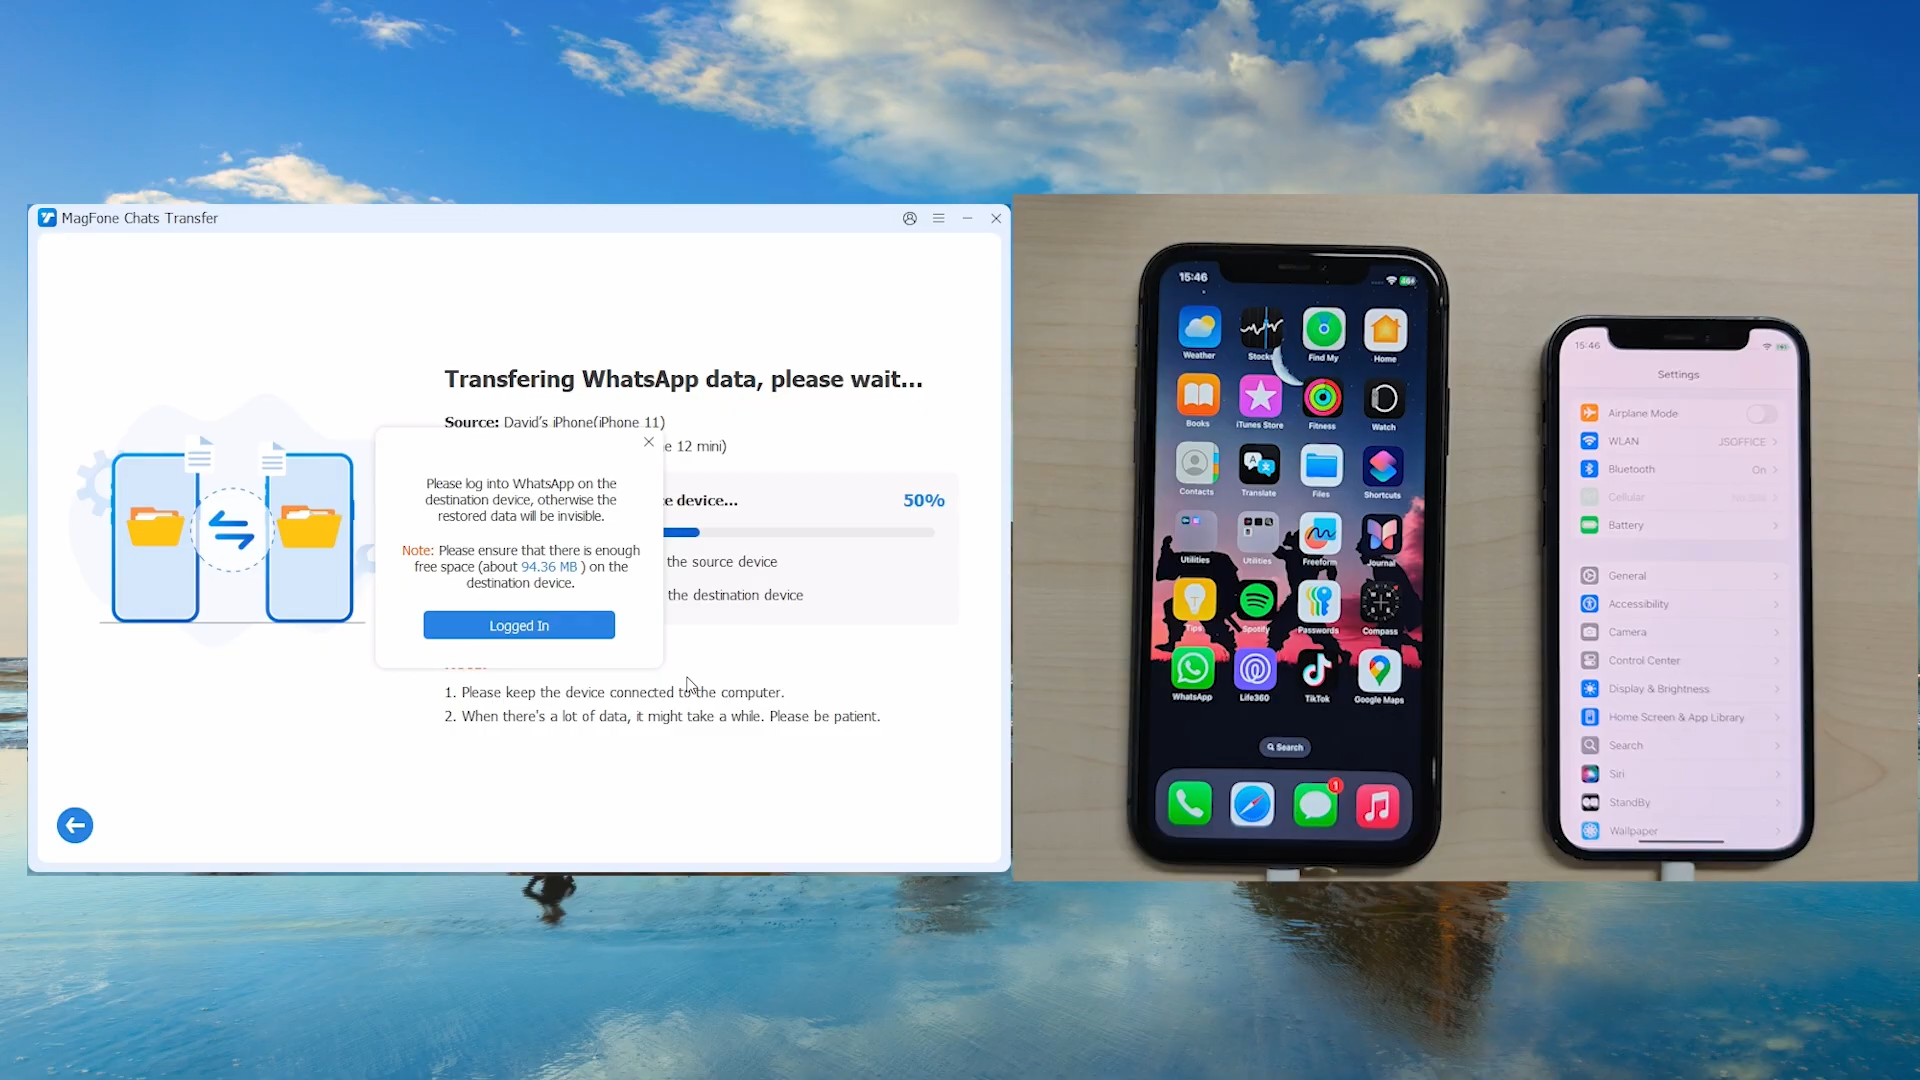 MagFone Chats Transfer
Transfering WhatsApp data, please wait...
Source: David's iPhone(iPhone 11)
e 12 mini)
e device...
50%
the source device
the destination device
Please log into WhatsApp on the
destination device, otherwise the
restored data will be invisible.
Note: Please ensure that there is enough
free space (about 94.36 MB ) on the
destination device.
Logged In
1. Please keep the device connected to the computer.
2. When there's a lot of data, it might take a while. Please be patient.
15:46
Weather
Stocks
Find My
Home
Books
iTunes Store
Fitness
Watch
Contacts
Translate
Files
Shortcuts
Utilities
Utilities
Freeform
Journal
Tips
Spotify
Passwords
Compass
WhatsApp
Life360
TikTok
Google Maps
Search
1
15:46
Settings
Airplane Mode
WLAN
JSOFFICE
Bluetooth
On
Cellular
No SIM
Battery
General
Accessibility
Camera
Control Center
Display & Brightness
Home Screen & App Library
Search
Siri
StandBy
Wallpaper